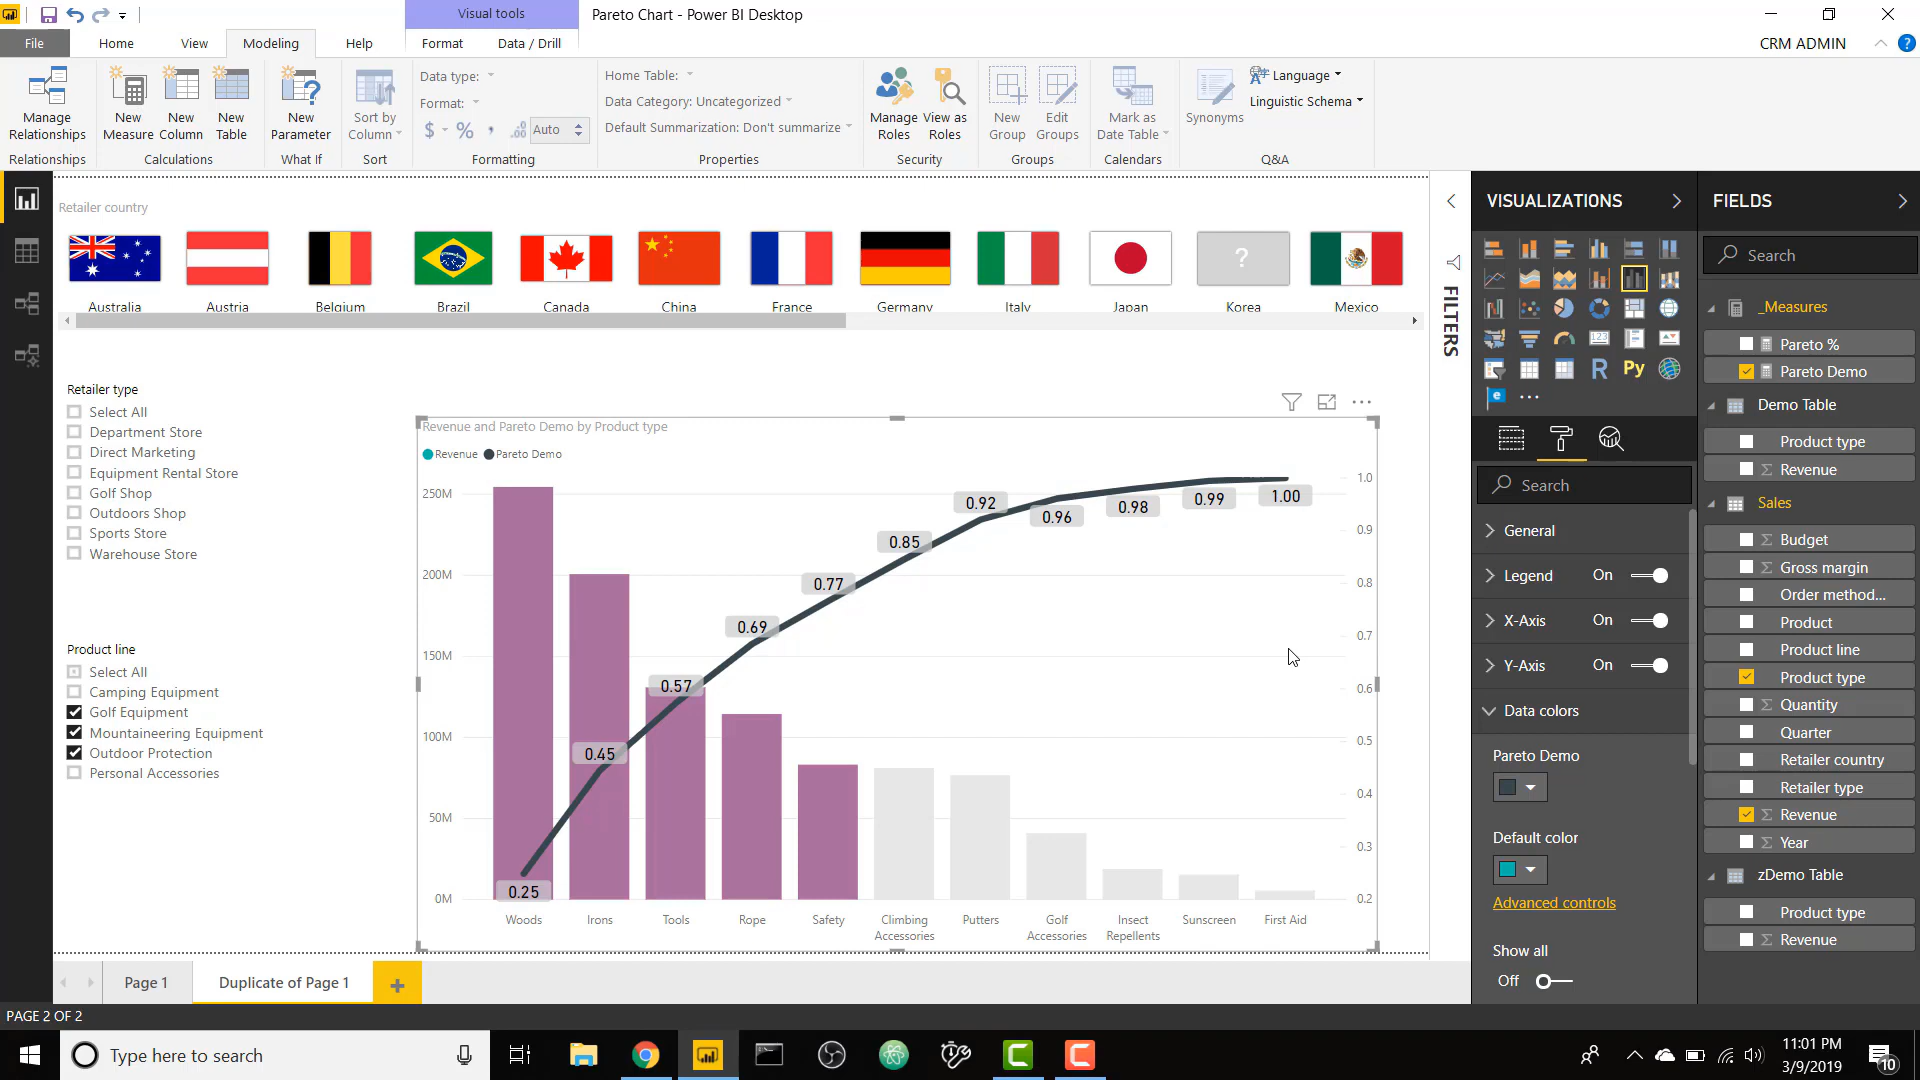 Visual tools
Pareto Chart - Power BI Desktop
File
Home
View
Modeling
Help
Format
Data / Drill
CRM ADMIN
?
Manage
Relationships
Relationships
New
Measure
New
Column
New
Table
Calculations
New
Parameter
What If
Sort by
Column
Sort
Data type:
Format:
$
%
,
.00
Auto
Formatting
Home Table:
Data Category: Uncategorized
Default Summarization: Don't summarize
Properties
Manage
Roles
View as
Roles
Security
New
Group
Edit
Groups
Groups
Mark as
Date Table
Calendars
Synonyms
Language
Linguistic Schema
Q&A
Retailer country
?
Australia
Austria
Belgium
Brazil
Canada
China
France
Germany
Italy
Japan
Korea
Mexico
Retailer type
Select All
Department Store
Direct Marketing
Equipment Rental Store
Golf Shop
Outdoors Shop
Sports Store
Warehouse Store
Product line
Select All
Camping Equipment
Golf Equipment
Mountaineering Equipment
Outdoor Protection
Personal Accessories
Revenue and Pareto Demo by Product type
Revenue
Pareto Demo
250M
200M
150M
100M
50M
0M
0.25
0.45
0.57
0.69
0.77
0.85
0.92
0.96
0.98
0.99
1.00
1.0
0.9
0.8
0.7
0.6
0.5
0.4
0.3
0.2
Woods
Irons
Tools
Rope
Safety
Climbing
Accessories
Putters
Golf
Accessories
Insect
Repellents
Sunscreen
First Aid
FILTERS
VISUALIZATIONS
123
R
Py
e
Search
General
Legend On
X-Axis On
Y-Axis On
Data colors
Pareto Demo
Default color
Advanced controls
Show all
Off
FIELDS
Search
_Measures
Pareto %
Pareto Demo
Demo Table
Product type
Σ Revenue
Sales
Σ Budget
Σ Gross margin
Order method...
Product
Product line
Product type
Σ Quantity
Quarter
Retailer country
Retailer type
Σ Revenue
Σ Year
zDemo Table
Product type
Σ Revenue
Page 1
Duplicate of Page 1
+
PAGE 2 OF 2
Type here to search
11:01 PM
3/9/2019
10